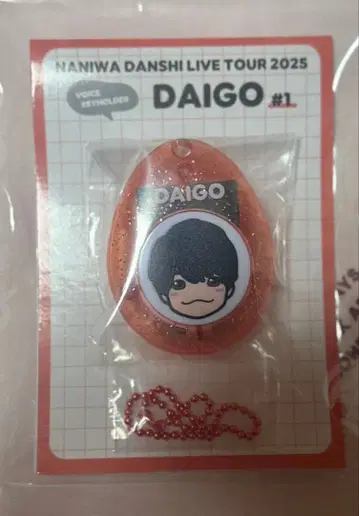 NANIWA DANSHI LIVE TOUR 2025
VOICE
KEYHOLDER
DAIGO #1
DAIGO